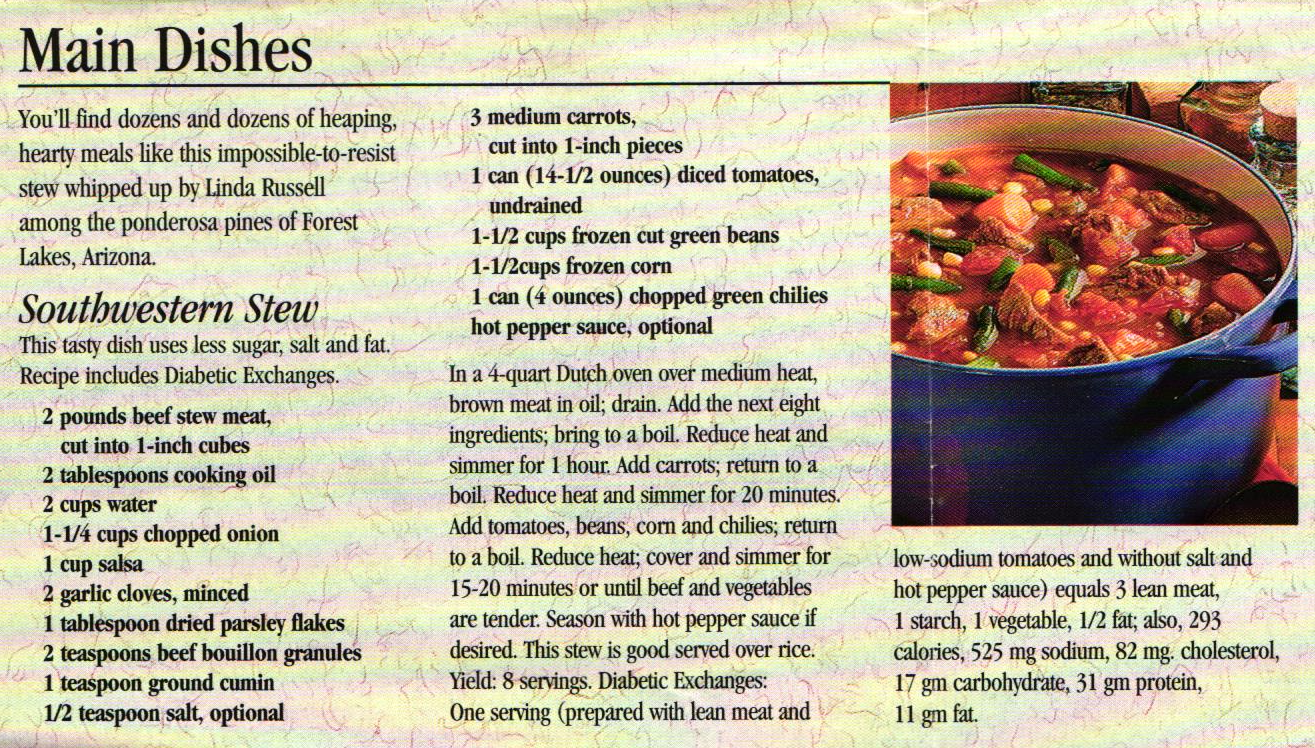 Main Dishes
You'll find dozens and dozens of heaping,
hearty meals like this impossible-to-resist
stew whipped up by Linda Russell
among the ponderosa pines of Forest
Lakes, Arizona.
Southwestern Stew
This tasty dish uses less sugar, salt and fat.
Recipe includes Diabetic Exchanges.
2 pounds beef stew meat,
cut into 1-inch cubes
2 tablespoons cooking oil
2 cups water
1-1/4 cups chopped onion
1 cup salsa
2 garlic cloves, minced
1 tablespoon dried parsley flakes
2 teaspoons beef bouillon granules
1 teaspoon ground cumin
1/2 teaspoon salt, optional
3 medium carrots,
cut into 1-inch pieces
1 can (14-1/2 ounces) diced tomatoes,
undrained
1-1/2 cups frozen cut green beans
1-1/2cups frozen corn
1 can (4 ounces) chopped green chilies
hot pepper sauce, optional
In a 4-quart Dutch oven over medium heat,
brown meat in oil; drain. Add the next eight
ingredients; bring to a boil. Reduce heat and
simmer for 1 hour. Add carrots; return to a
boil. Reduce heat and simmer for 20 minutes.
Add tomatoes, beans, corn and chilies; return
to a boil. Reduce heat; cover and simmer for
15-20 minutes or until beef and vegetables
are tender. Season with hot pepper sauce if
desired. This stew is good served over rice.
Yield: 8 servings. Diabetic Exchanges:
One serving (prepared with lean meat and
low-sodium tomatoes and without salt and
hot pepper sauce) equals 3 lean meat,
1 starch, 1 vegetable, 1/2 fat; also, 293
calories, 525 mg sodium, 82 mg. cholesterol,
17 gm carbohydrate, 31 gm protein,
11 gm fat.